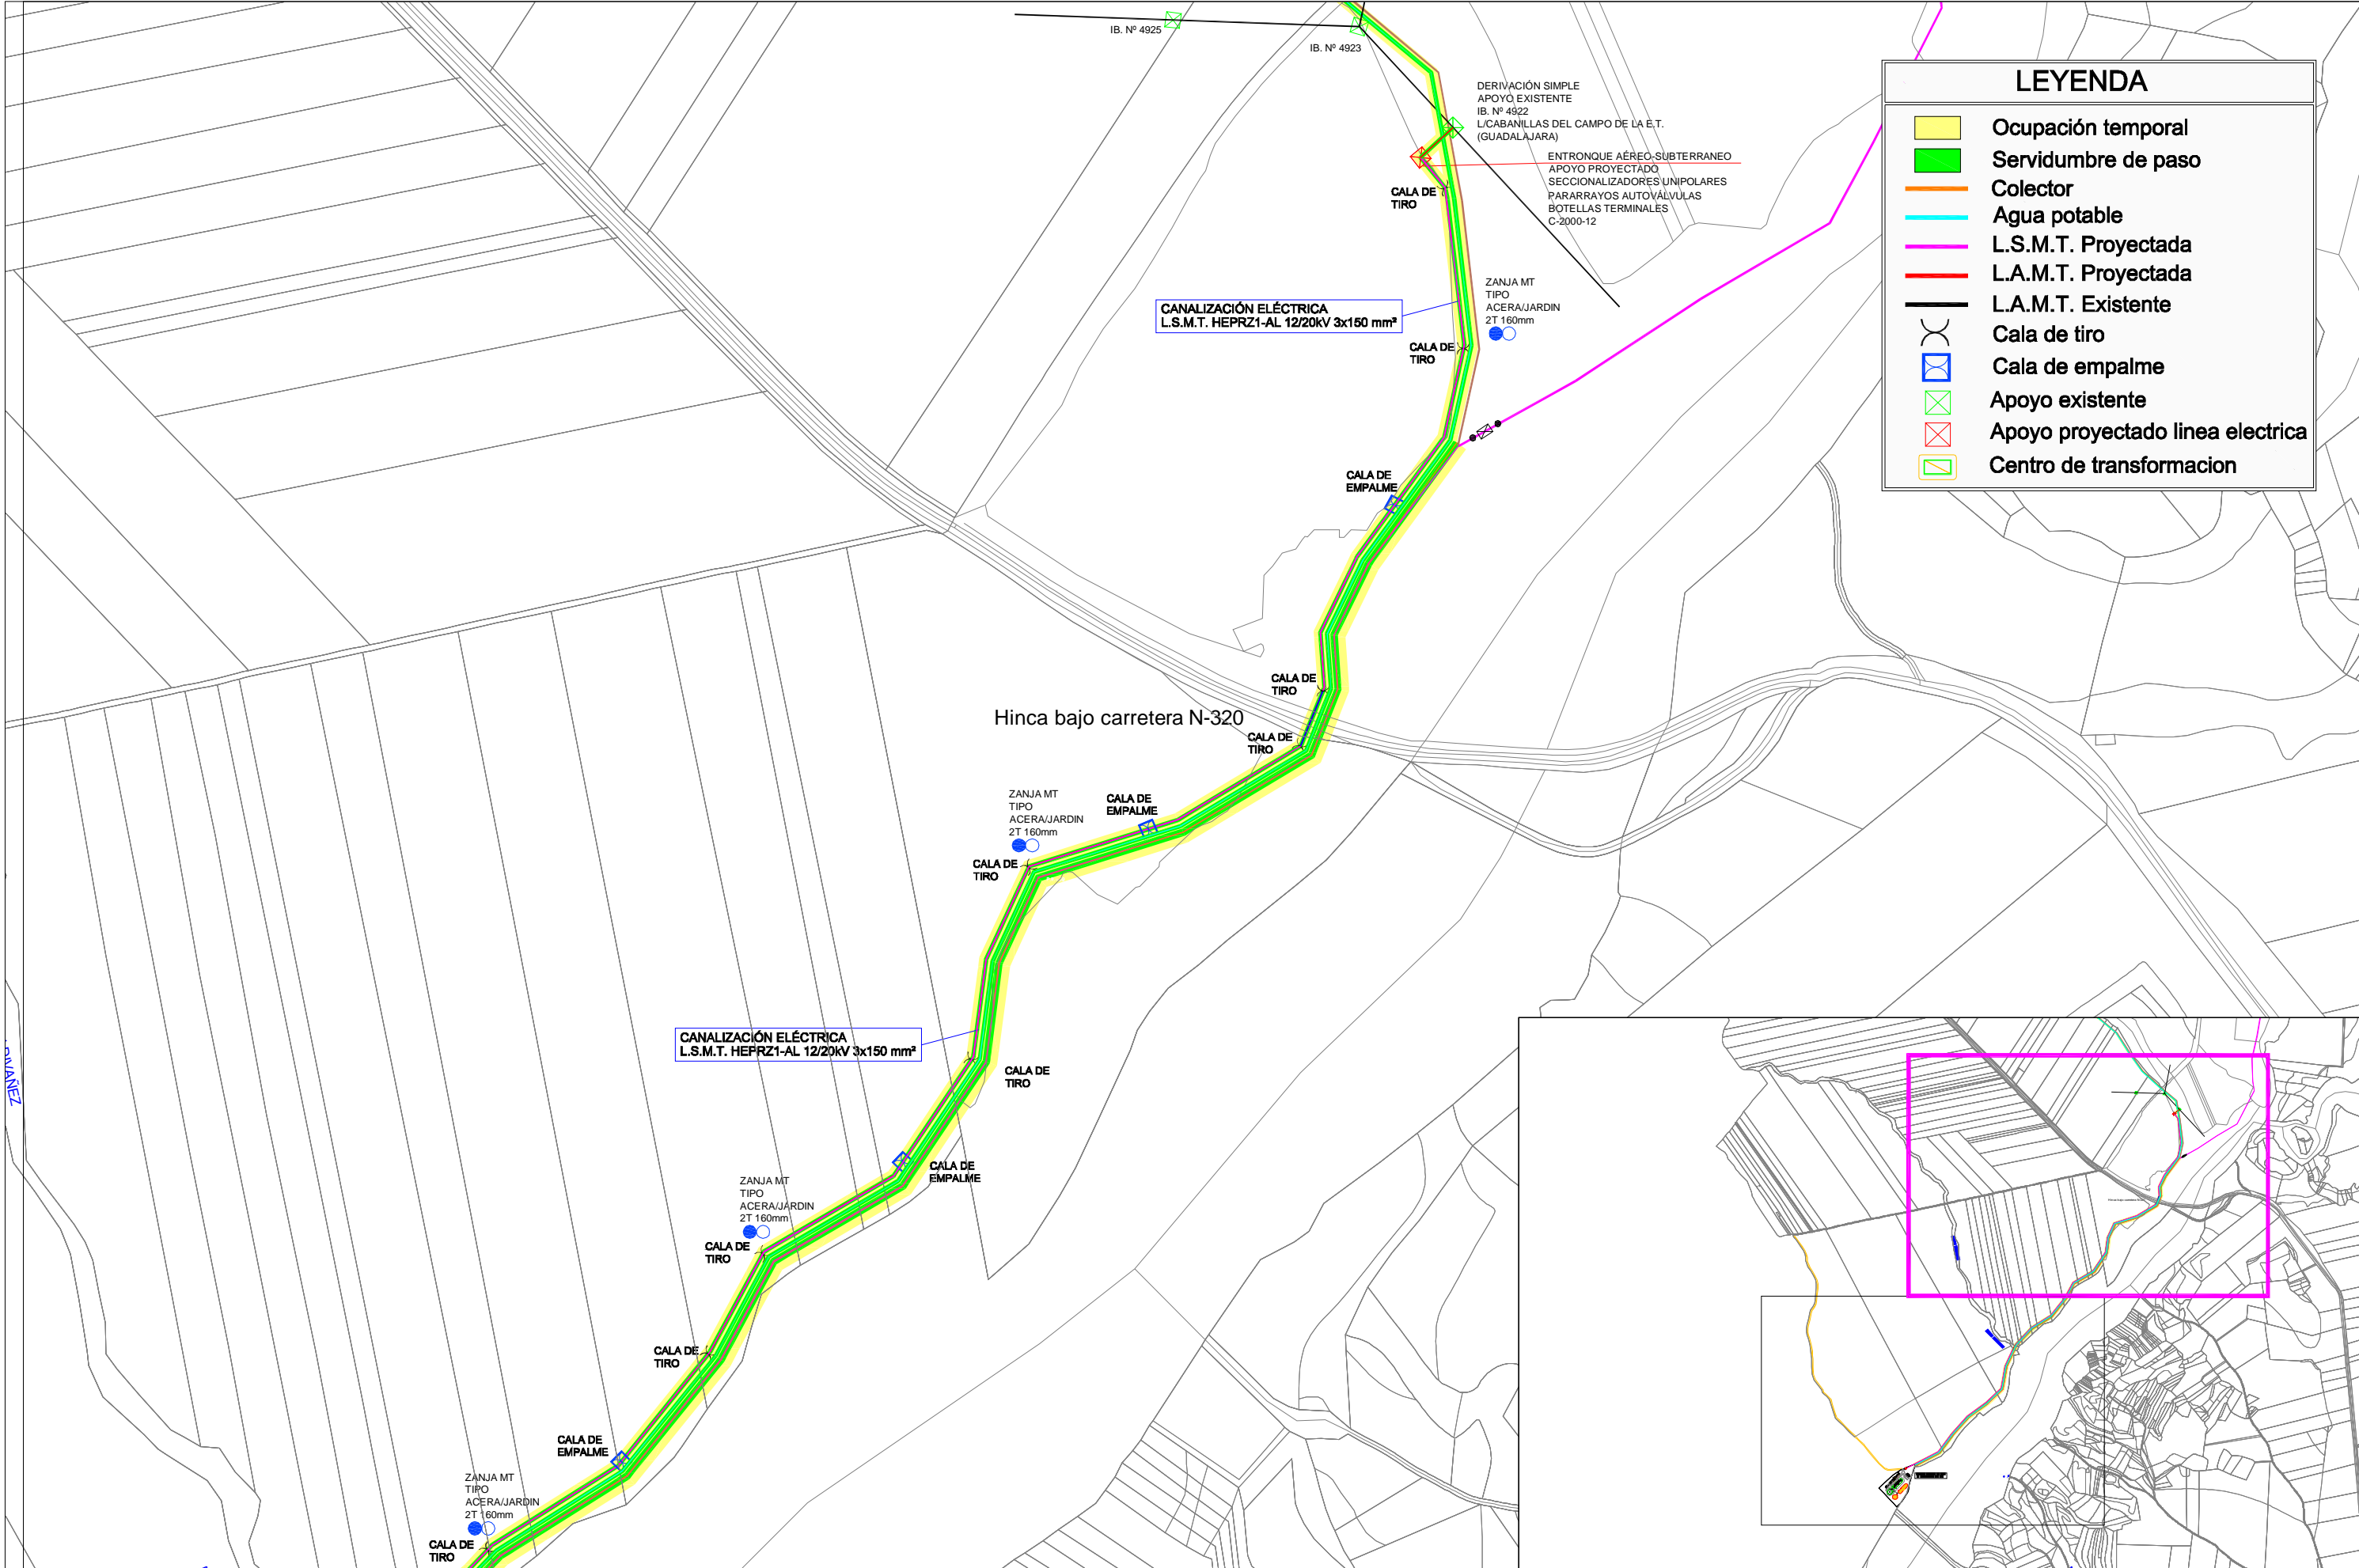 IB. Nº 4925
IB. Nº 4923
DERIVACIÓN SIMPLE
APOYO EXISTENTE
IB. Nº 4922
L/CABANILLAS DEL CAMPO DE LA E.T.
(GUADALAJARA)
ENTRONQUE AÉREO-SUBTERRANEO
APOYO PROYECTADO
SECCIONALIZADORES UNIPOLARES
PARARRAYOS AUTOVÁLVULAS
BOTELLAS TERMINALES
C-2000-12
CALA DE
TIRO
LEYENDA
Ocupación temporal
Servidumbre de paso
Colector
Agua potable
L.S.M.T. Proyectada
L.A.M.T. Proyectada
L.A.M.T. Existente
Cala de tiro
Cala de empalme
Apoyo existente
Apoyo proyectado linea electrica
Centro de transformacion
CANALIZACIÓN ELÉCTRICA
L.S.M.T. HEPRZ1-AL 12/20kV 3x150 mm²
ZANJA MT
TIPO
ACERA/JARDIN
2T 160mm
CALA DE
TIRO
CALA DE
EMPALME
CALA DE
TIRO
Hinca bajo carretera N-320
CALA DE
TIRO
ZANJA MT
TIPO
ACERA/JARDIN
2T 160mm
CALA DE
EMPALME
CALA DE
TIRO
CANALIZACIÓN ELÉCTRICA
L.S.M.T. HEPRZ1-AL 12/20kV 3x150 mm²
CALA DE
TIRO
CALA DE
EMPALME
ZANJA MT
TIPO
ACERA/JARDIN
2T 160mm
CALA DE
TIRO
CALA DE
TIRO
CALA DE
EMPALME
ZANJA MT
TIPO
ACERA/JARDIN
2T 160mm
CALA DE
TIRO